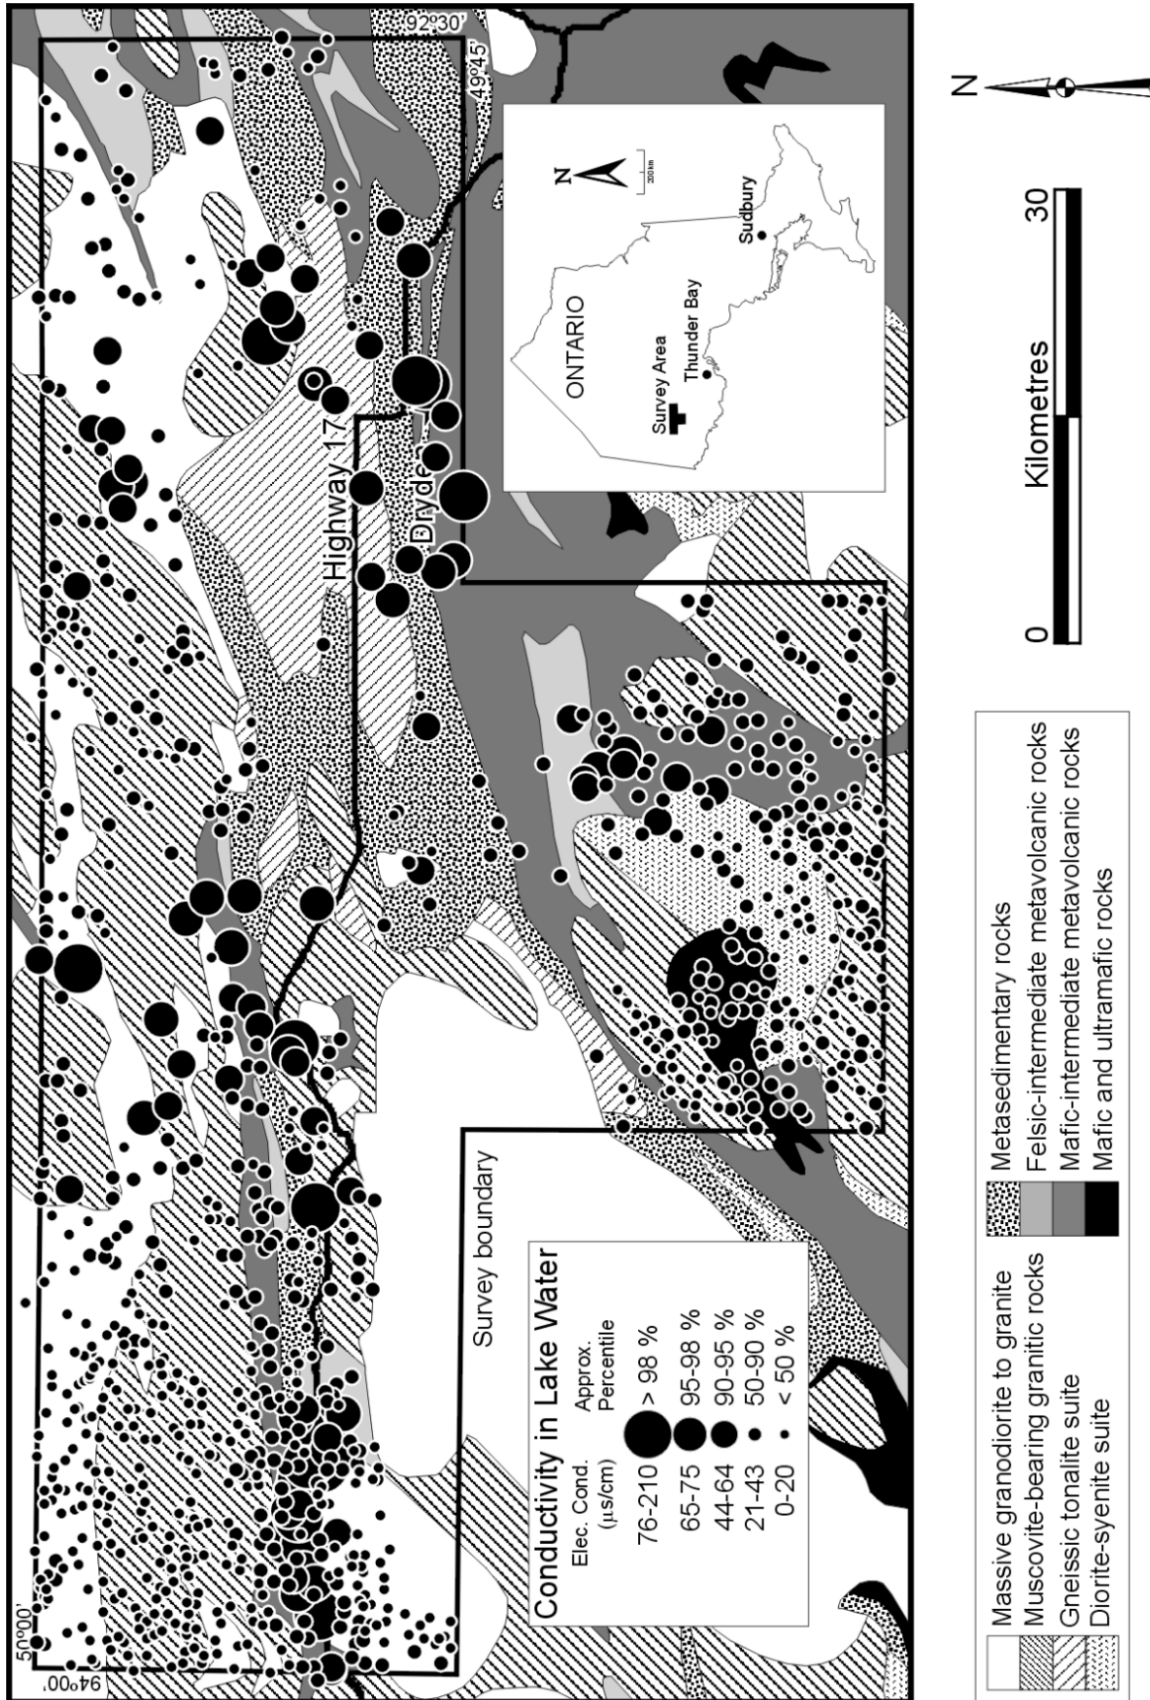 50°00'
94°00'
92°30'
49°45'
Highway 17
Dryden
Survey boundary
Conductivity in Lake Water
Elec. Cond. Approx.
(µs/cm) Percentile
76-210 > 98 %
65-75 95-98 %
44-64 90-95 %
21-43 50-90 %
0-20 < 50 %
ONTARIO
N
200 km
Survey Area
Thunder Bay
Sudbury
Massive granodiorite to granite
Muscovite-bearing granitic rocks
Gneissic tonalite suite
Diorite-syenite suite
Metasedimentary rocks
Felsic-intermediate metavolcanic rocks
Mafic-intermediate metavolcanic rocks
Mafic and ultramafic rocks
0 30
Kilometres
N